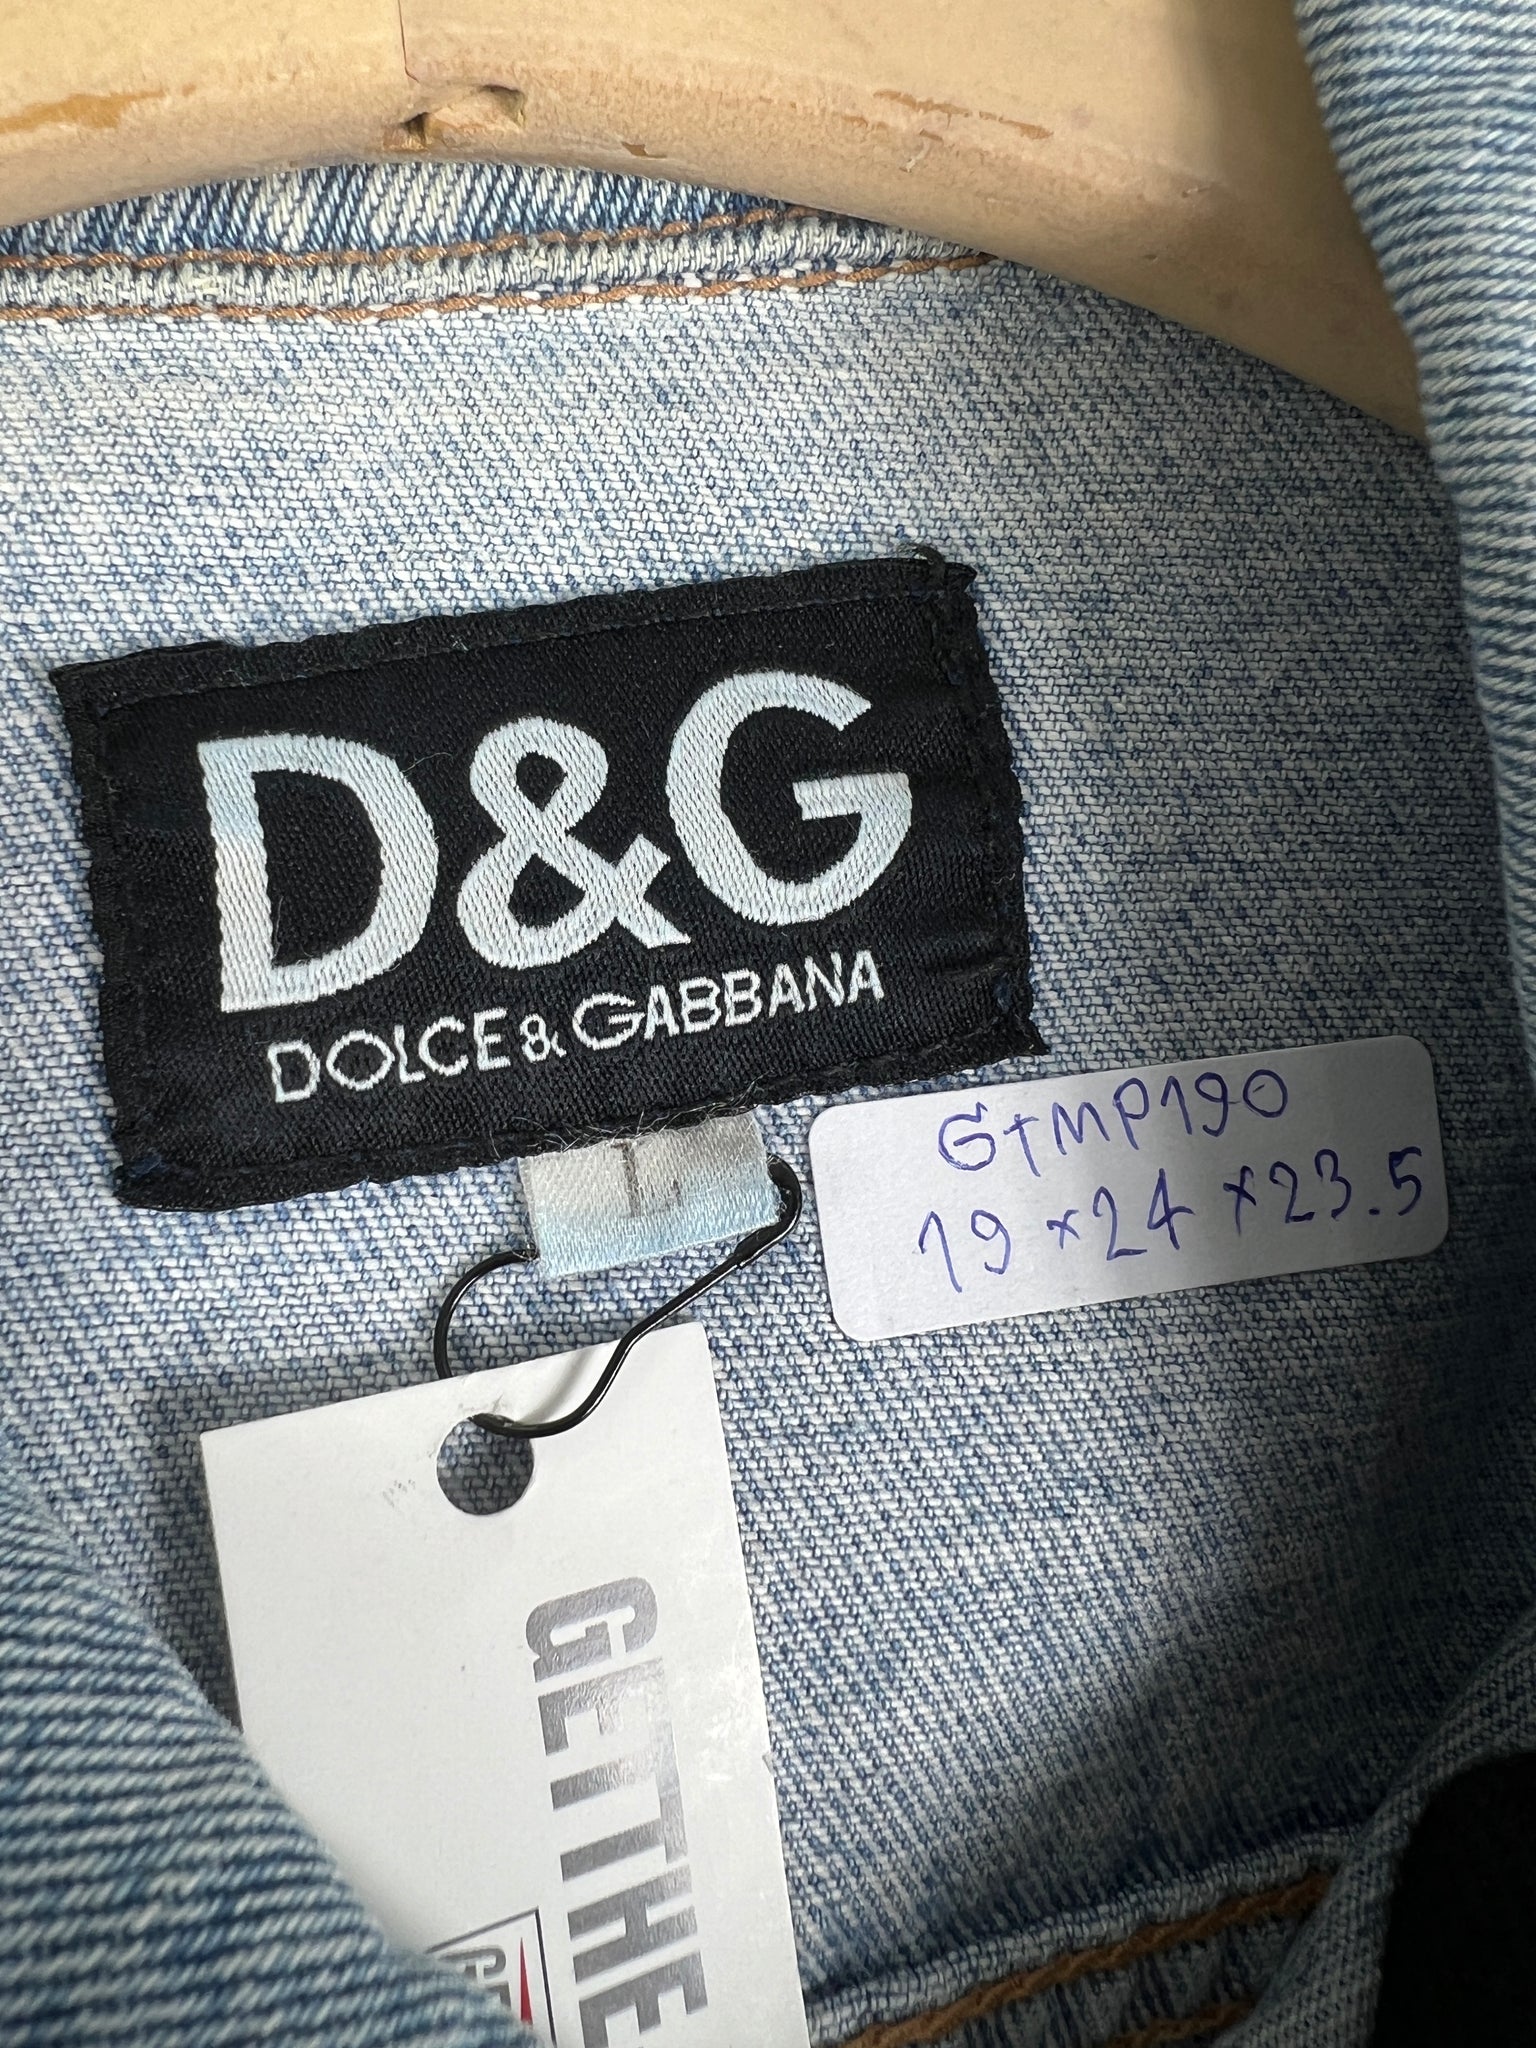 D&G
DOLCE & GABBANA
L
GTMP190
19 x 24 x 23.5
GETTHE